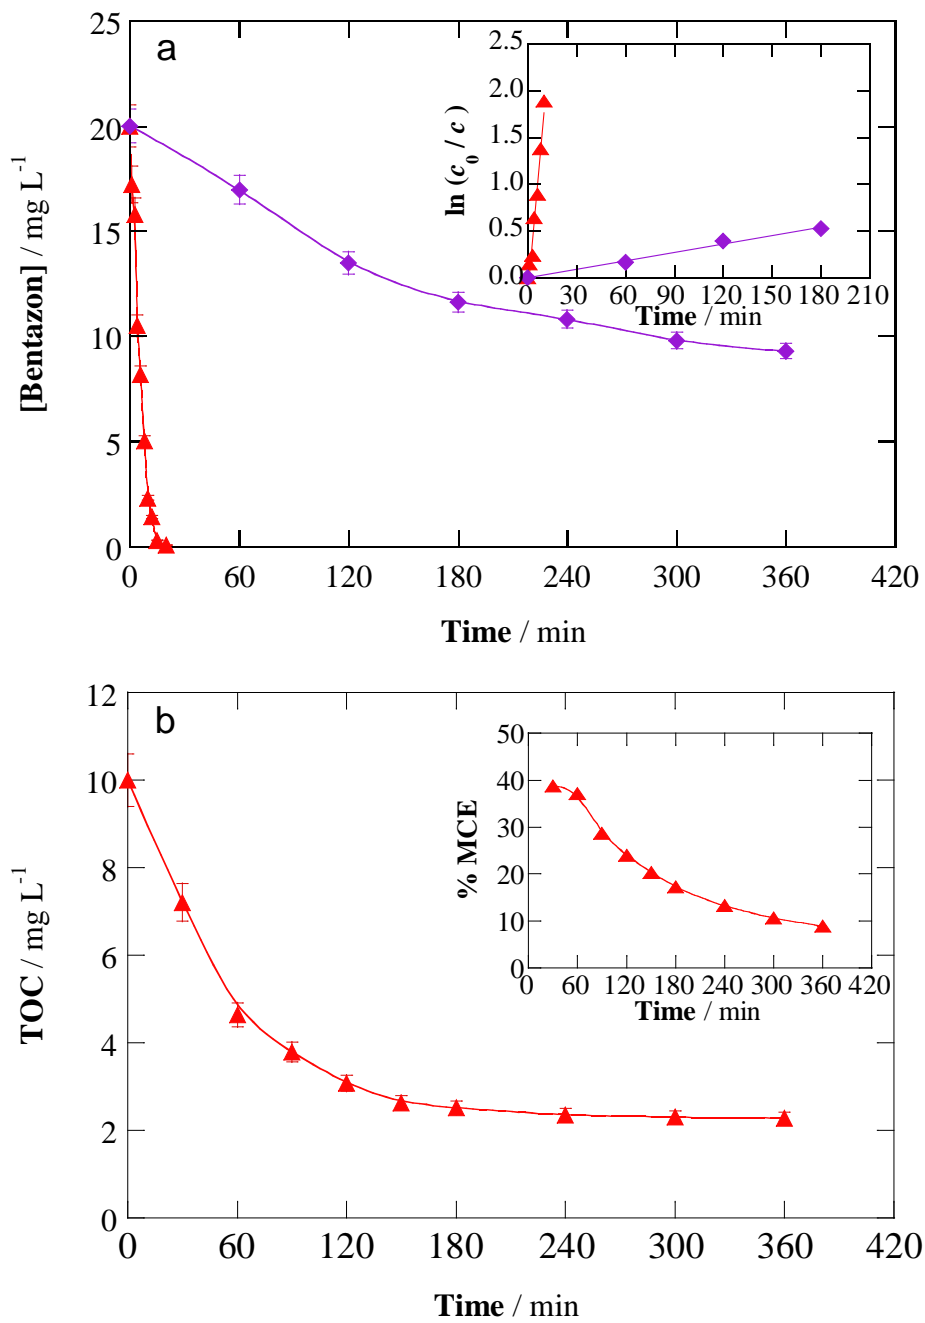 a
25
20
15
10
5
0
[Bentazon] / mg L⁻¹
0 60 120 180 240 300 360 420
Time / min
2.5
2.0
1.5
1.0
0.5
0.0
ln (c₀ / c)
0 30 60 90 120 150 180 210
Time / min
b
12
10
8
6
4
2
0
TOC / mg L⁻¹
0 60 120 180 240 300 360 420
Time / min
50
40
30
20
10
0
% MCE
0 60 120 180 240 300 360 420
Time / min